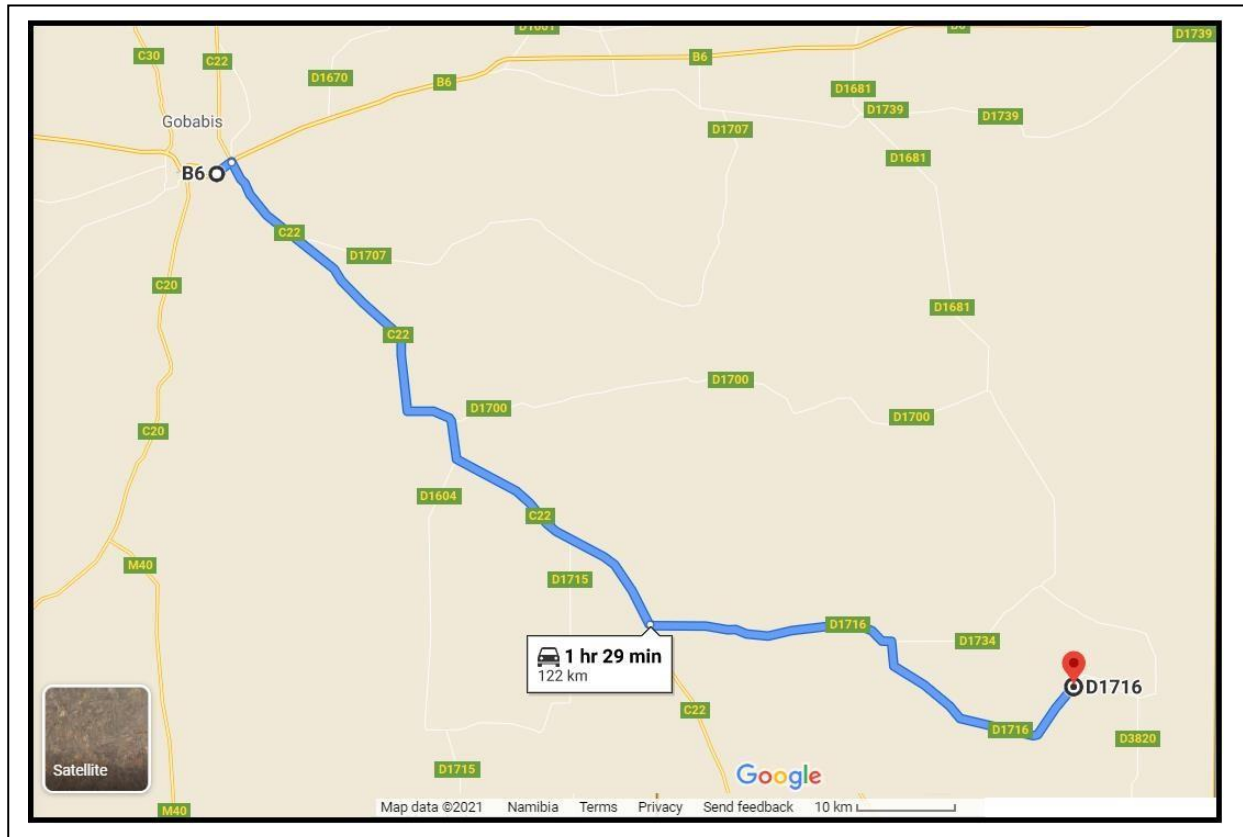 D1739
C30
C22
B6
D1670
B6
D1681
D1739
D1739
Gobabis
D1707
D1681
B6
C22
D1707
C20
D1681
C22
D1700
D1700
D1700
C20
D1604
C22
M40
D1715
D1716
D1734
1 hr 29 min
122 km
D1716
C22
D1716
D3820
D1715
Satellite
Google
M40
Map data ©2021 Namibia Terms Privacy Send feedback 10 km